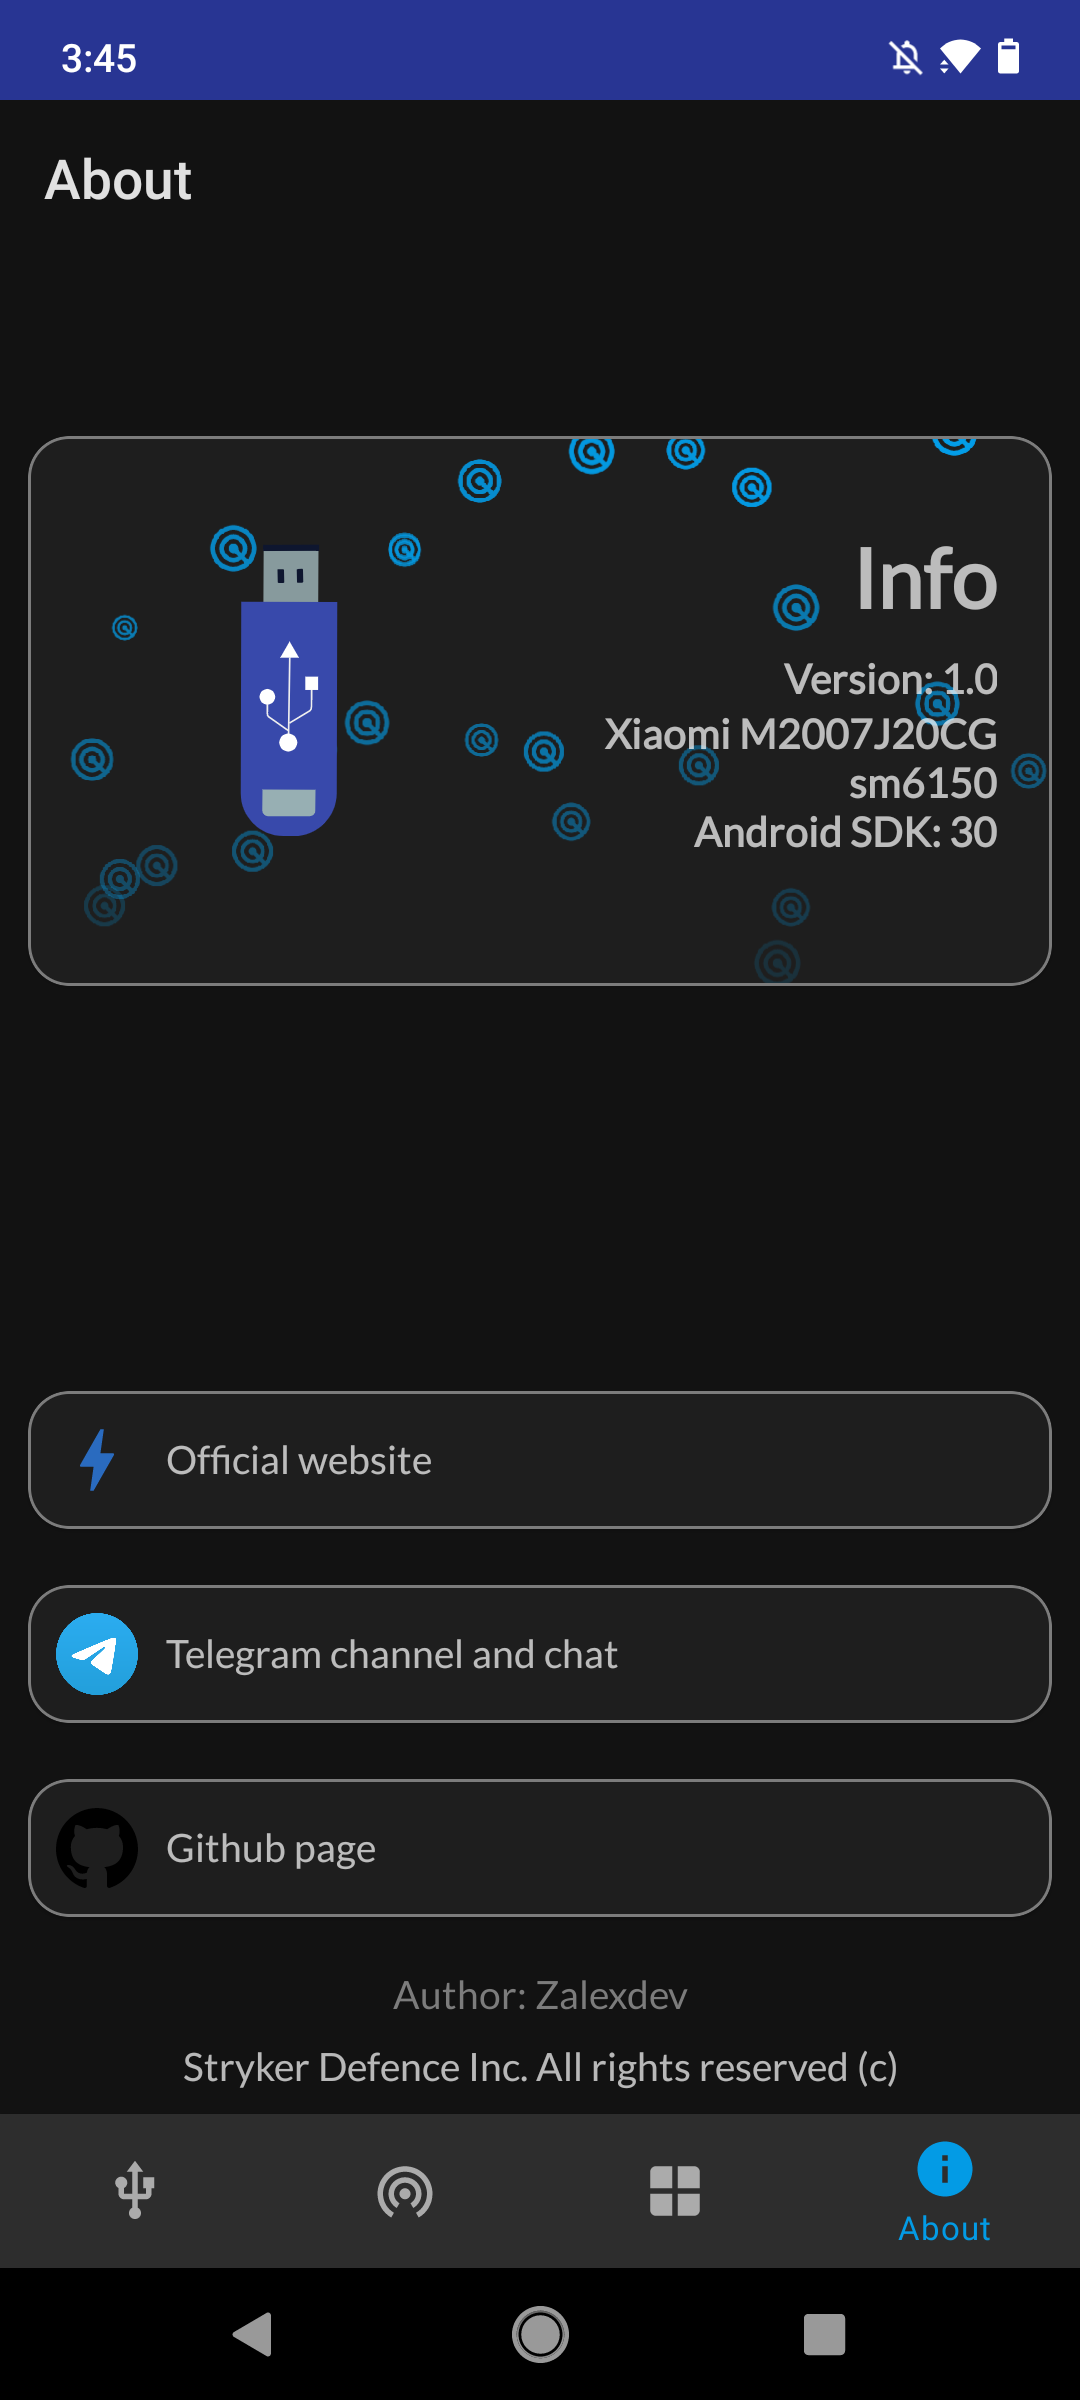 3:45
About
Info
Version: 1.0
Xiaomi M2007J20CG
sm6150
Android SDK: 30
Official website
Telegram channel and chat
Github page
Author: Zalexdev
Stryker Defence Inc. All rights reserved (c)
About